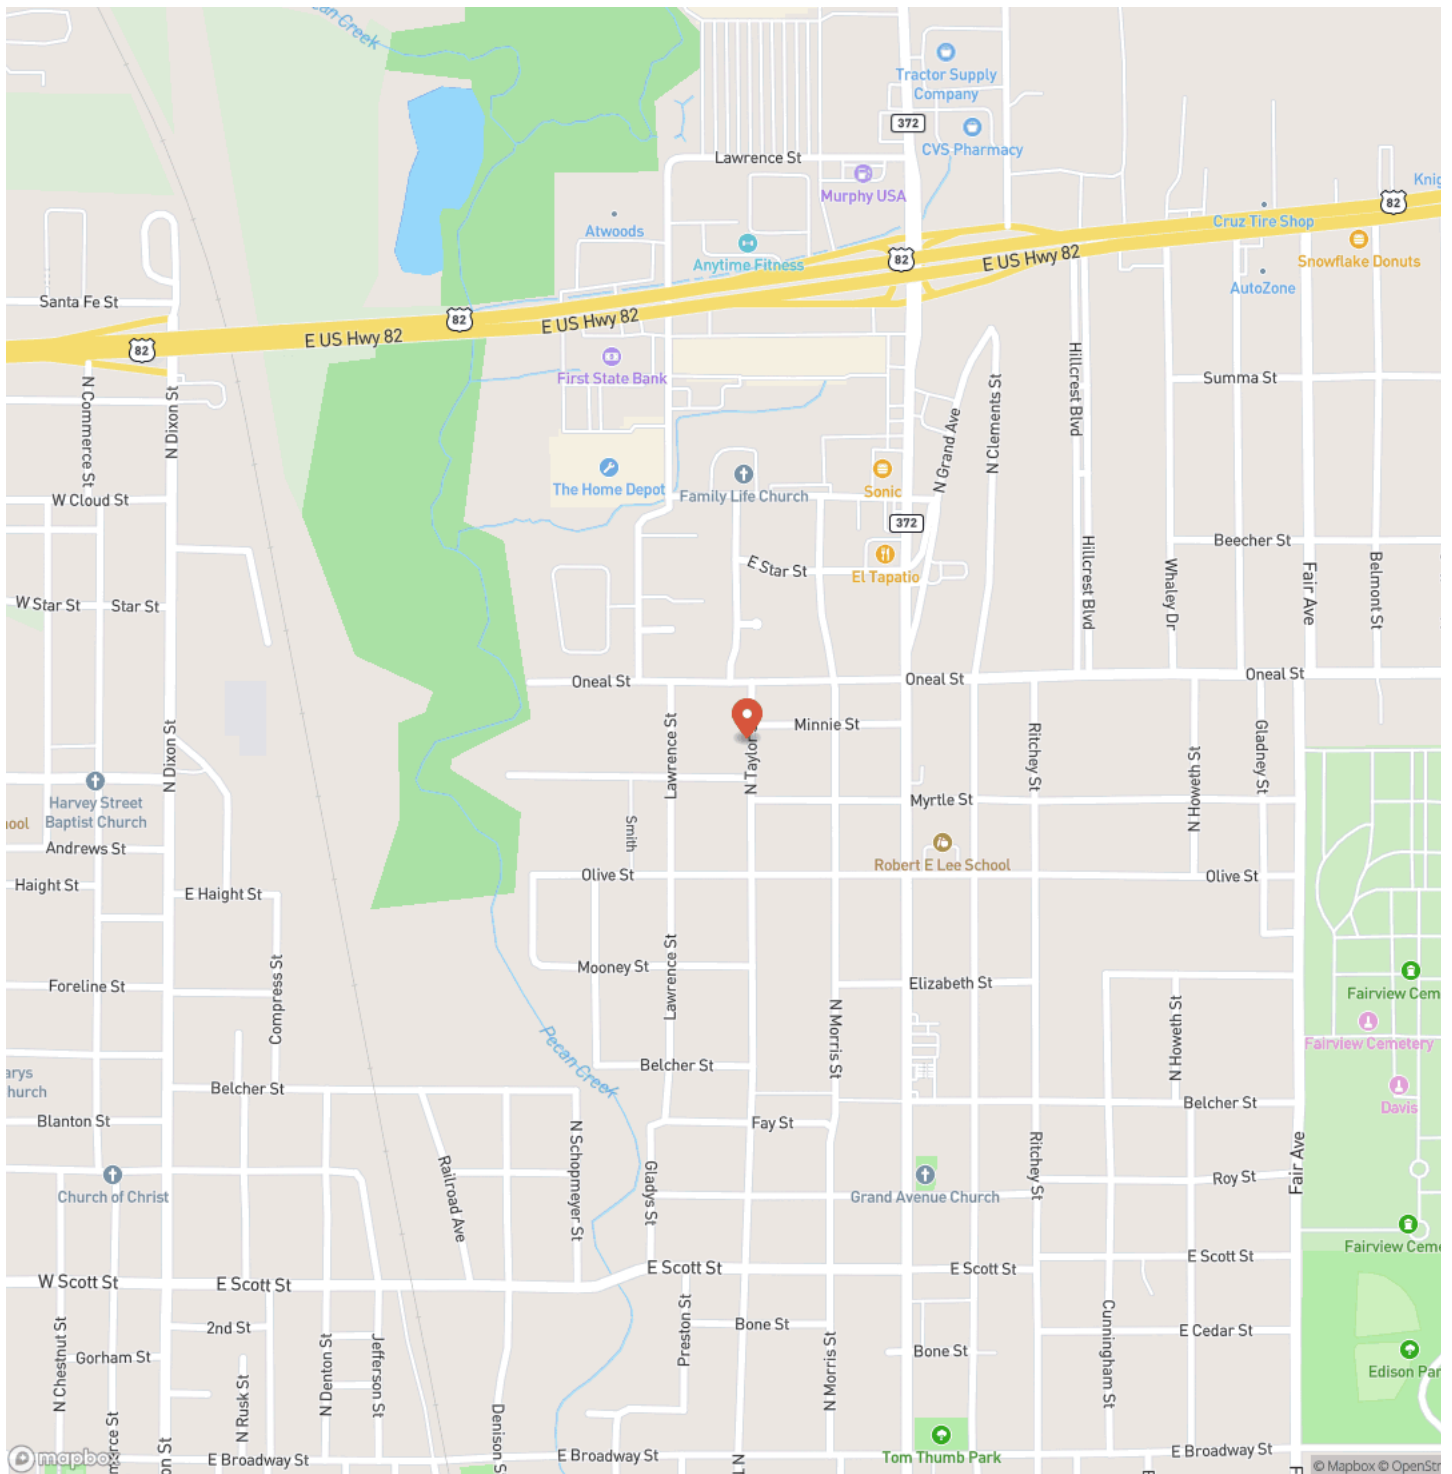 Pecan Creek
Tractor Supply
Company
372
CVS Pharmacy
Lawrence St
Murphy USA
82
Cruz Tire Shop
Atwoods
Anytime Fitness
82
E US Hwy 82
Snowflake Donuts
AutoZone
Santa Fe St
82
E US Hwy 82
E US Hwy 82
82
First State Bank
Hillcrest Blvd
Summa St
N Commerce St
N Dixon St
N Grand Ave
N Clements St
The Home Depot
Family Life Church
Sonic
W Cloud St
372
Beecher St
E Star St
El Tapatio
Hillcrest Blvd
Whaley Dr
Fair Ave
Belmont St
W Star St
Star St
Oneal St
Oneal St
Oneal St
Minnie St
N Dixon St
Lawrence St
N Taylor
Ritchey St
N Howeth St
Gladney St
Harvey Street
Baptist Church
Myrtle St
Smith
Andrews St
Robert E Lee School
Haight St
E Haight St
Olive St
Olive St
Mooney St
Lawrence St
Foreline St
Compress St
Elizabeth St
N Morris St
N Howeth St
Fairview Cem
Fairview Cemetery
Pecan Creek
Belcher St
Belcher St
Belcher St
Davis
Blanton St
Fay St
N Schopmeyer St
Railroad Ave
Gladys St
Ritchey St
Fair Ave
Church of Christ
Grand Avenue Church
Roy St
Fairview Ceme
W Scott St
E Scott St
E Scott St
E Scott St
E Scott St
2nd St
Preston St
Bone St
E Cedar St
Cunningham St
Gorham St
N Chestnut St
N Rusk St
N Denton St
Jefferson St
N Morris St
Bone St
Edison Par
Denison S
Tom Thumb Park
E Broadway St
E Broadway St
E Broadway St
mapbox
© Mapbox © OpenStr